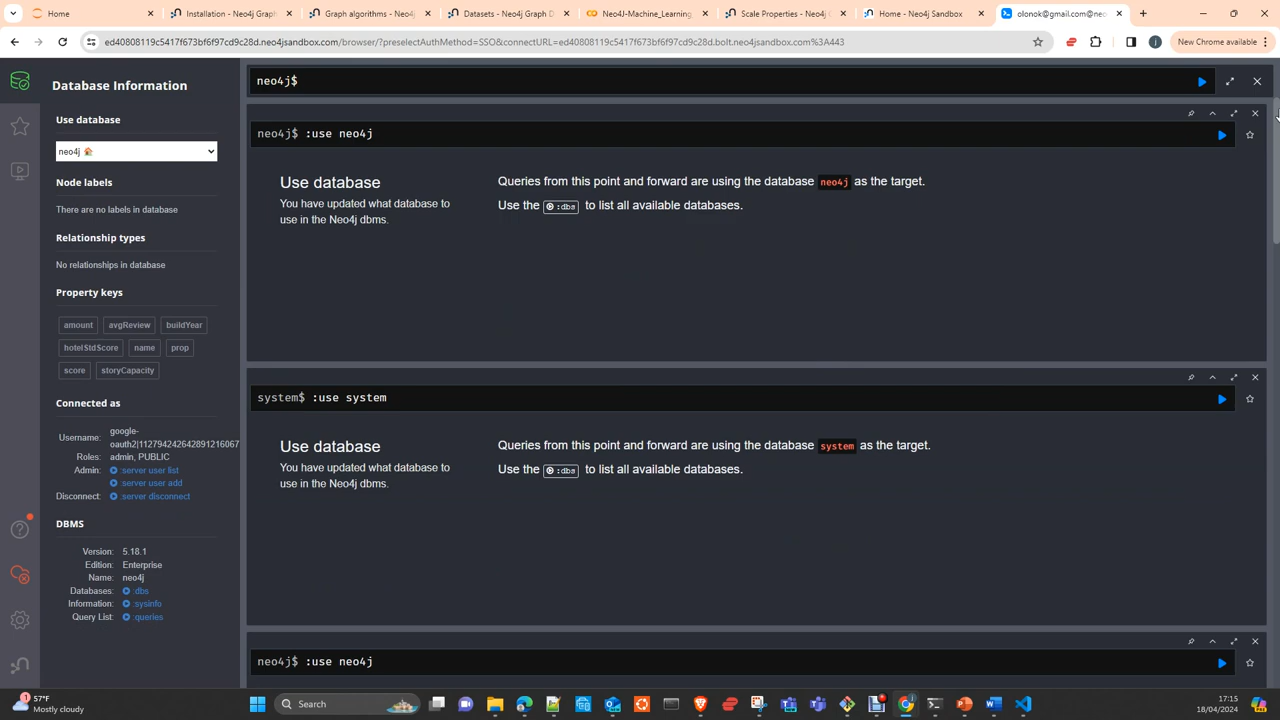 Home
Installation - Neo4j Graph
Graph algorithms - Neo4j
Datasets - Neo4j Graph D
Neo4J-Machine_Learning.
Scale Properties - Neo4j
Home - Neo4j Sandbox
olonok@gmail.com@neo
ed40808119c5417f673bf6f97cd9c28d.neo4jsandbox.com/browser/?preselectAuthMethod=SSO&connectURL=ed40808119c5417f673bf6f97cd9c28d.bolt.neo4jsandbox.com%3A443
New Chrome available
Database Information
Use database
neo4j
Node labels
There are no labels in database
Relationship types
No relationships in database
Property keys
amount avgReview buildYear
hotelStdScore name prop
score storyCapacity
Connected as
Username: google-
oauth2|112794242642891216067
Roles: admin, PUBLIC
Admin: :server user list
:server user add
Disconnect: :server disconnect
DBMS
Version: 5.18.1
Edition: Enterprise
Name: neo4j
Databases: :dbs
Information: :sysinfo
Query List: :queries
neo4j$
neo4j$ :use neo4j
Use database
You have updated what database to
use in the Neo4j dbms.
Queries from this point and forward are using the database neo4j as the target.
Use the :dbs to list all available databases.
system$ :use system
Use database
You have updated what database to
use in the Neo4j dbms.
Queries from this point and forward are using the database system as the target.
Use the :dbs to list all available databases.
neo4j$ :use neo4j
57°F
Mostly cloudy
Search
17:15
18/04/2024